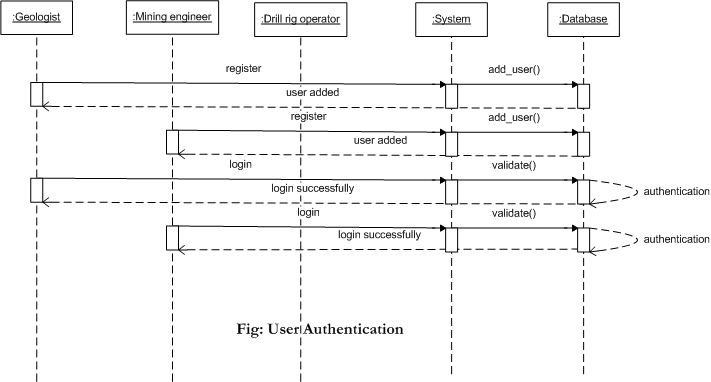 :Geologist
:Mining engineer
:Drill rig operator
:System
:Database
register
add_user()
user added
register
add_user()
user added
login
validate()
login successfully
authentication
login
validate()
login successfully
authentication
Fig: User Authentication